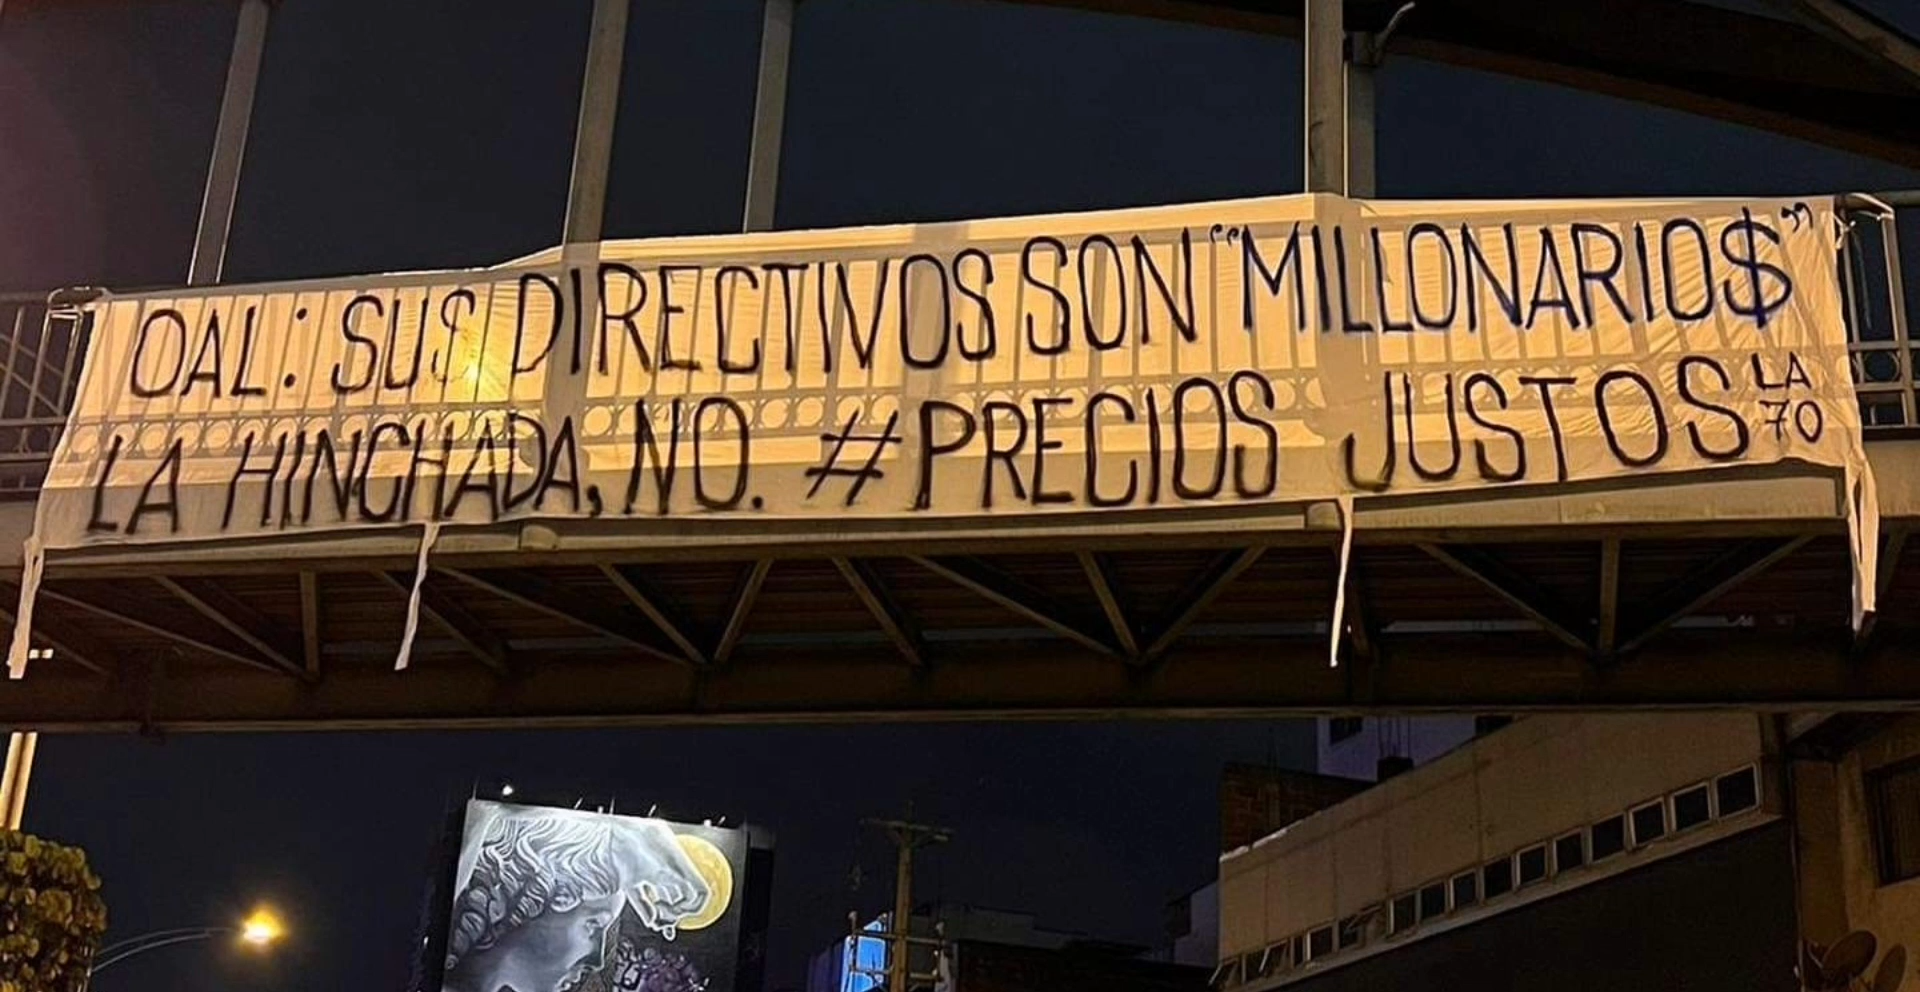 OAL: SUS DIRECTIVOS SON “MILLONARIO$”
LA HINCHADA, NO. #PRECIOS JUSTOS
LA
70